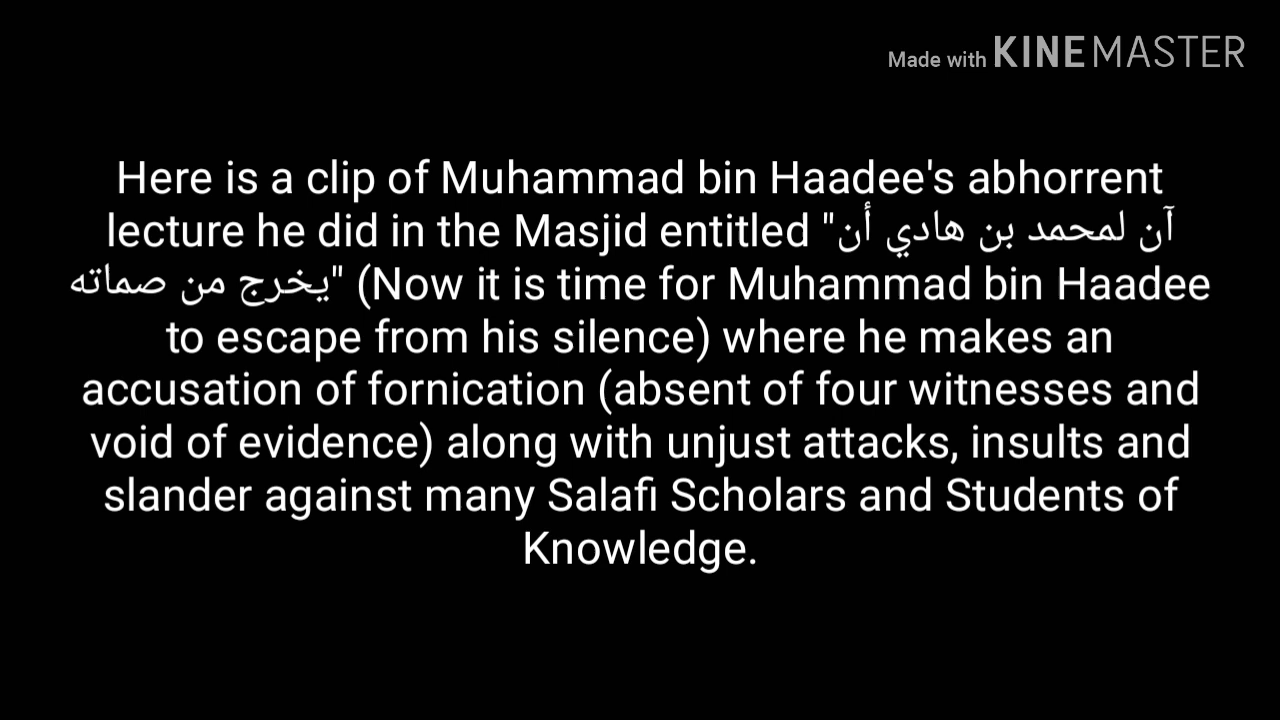 Made with KINEMASTER
Here is a clip of Muhammad bin Haadee's abhorrent
lecture he did in the Masjid entitled "آن لمحمد بن هادي أن
يخرج من صماته" (Now it is time for Muhammad bin Haadee
to escape from his silence) where he makes an
accusation of fornication (absent of four witnesses and
void of evidence) along with unjust attacks, insults and
slander against many Salafi Scholars and Students of
Knowledge.